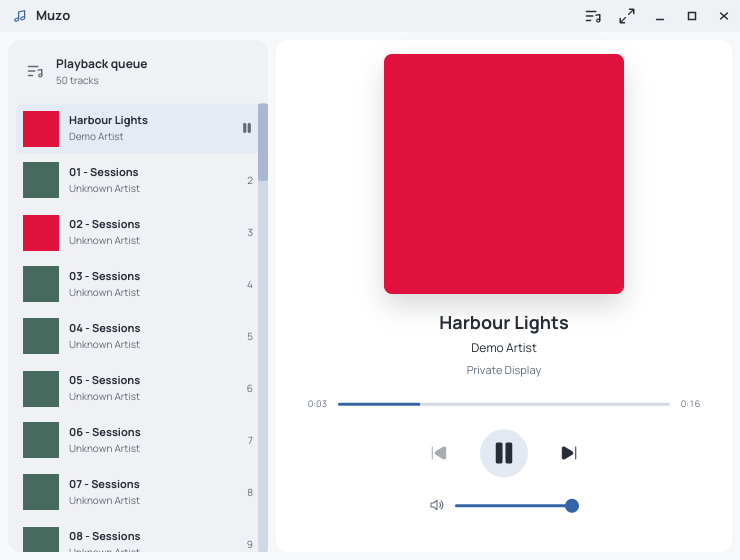 Muzo
Playback queue
50 tracks
Harbour Lights
Demo Artist
01 - Sessions
Unknown Artist
2
02 - Sessions
Unknown Artist
3
03 - Sessions
Unknown Artist
4
04 - Sessions
Unknown Artist
5
05 - Sessions
Unknown Artist
6
06 - Sessions
Unknown Artist
7
07 - Sessions
Unknown Artist
8
08 - Sessions
Unknown Artist
9
Harbour Lights
Demo Artist
Private Display
0:03
0:16